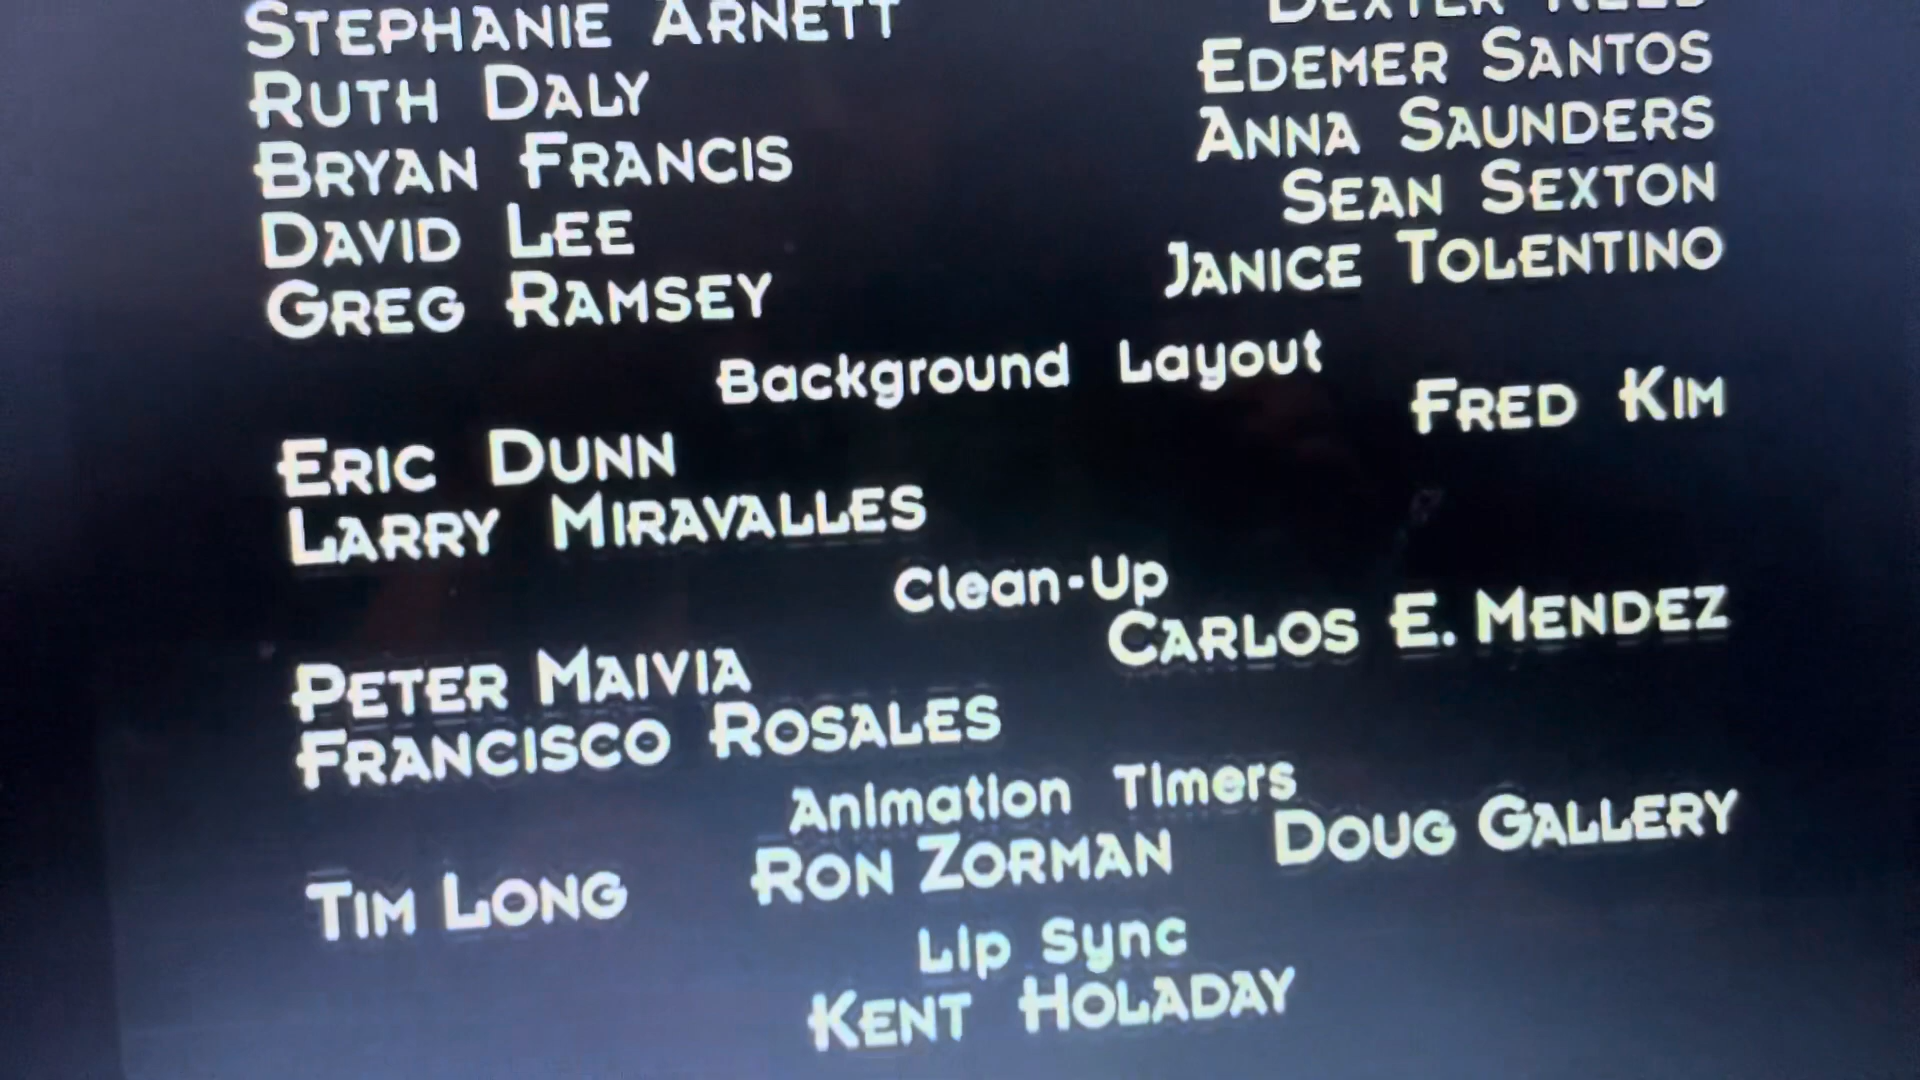 STEPHANIE ARNETT
RUTH DALY
BRYAN FRANCIS
DAVID LEE
GREG RAMSEY
EDEMER SANTOS
ANNA SAUNDERS
SEAN SEXTON
JANICE TOLENTINO
Background Layout
ERIC DUNN
FRED KIM
LARRY MIRAVALLES
Clean-Up
PETER MAIVIA
CARLOS E. MENDEZ
FRANCISCO ROSALES
Animation Timers
TIM LONG
RON ZORMAN
DOUG GALLERY
Lip Sync
KENT HOLADAY